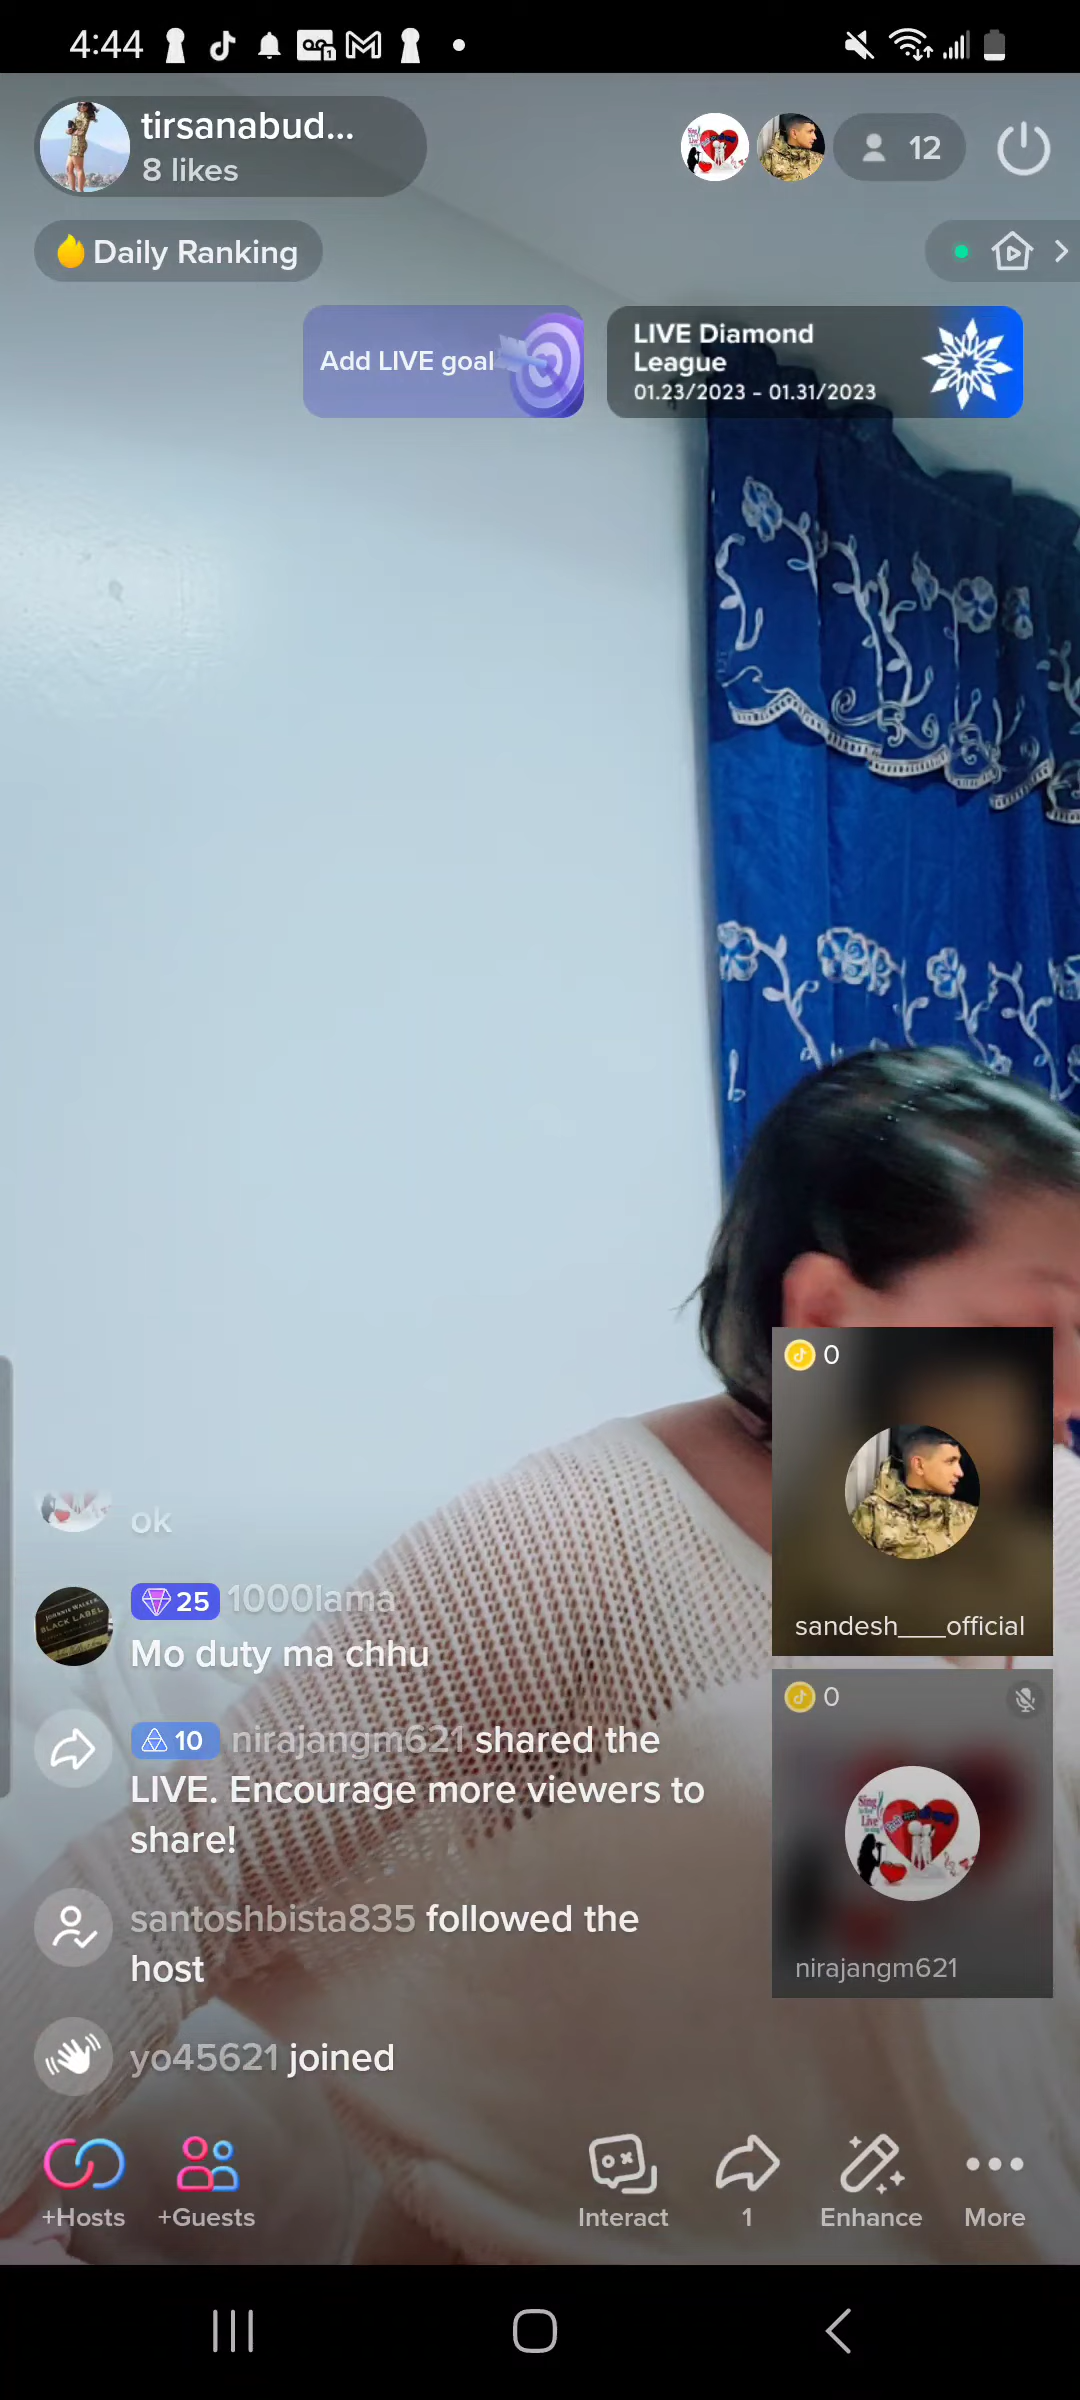 4:44
tirsanabud...
8 likes
12
Daily Ranking
Add LIVE goal
LIVE Diamond
League
01.23/2023 - 01.31/2023
0
ok
25 1000lama
Mo duty ma chhu
sandesh___official
0
10 nirajangm621 shared the
LIVE. Encourage more viewers to
share!
santoshbista835 followed the
host
nirajangm621
yo45621 joined
+Hosts
+Guests
Interact
1
Enhance
More